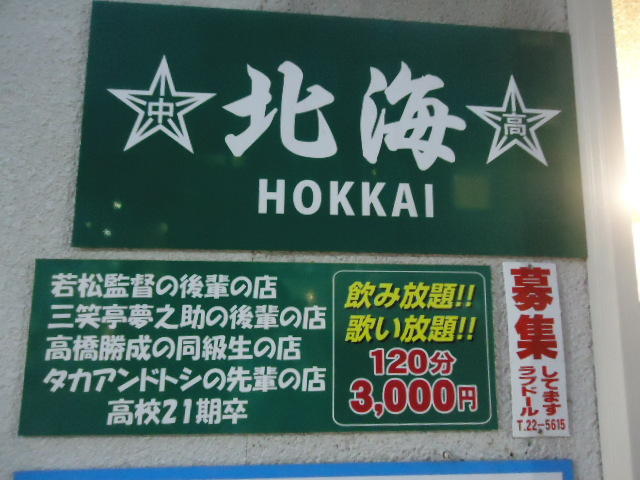 中 北海 高
HOKKAI
若松監督の後輩の店
三笑亭夢之助の後輩の店
高橋勝成の同級生の店
タカアンドトシの先輩の店
高校21期卒
飲み放題!!
歌い放題!!
120分
3,000円
募集
してます
ラフドール
T.22-5615